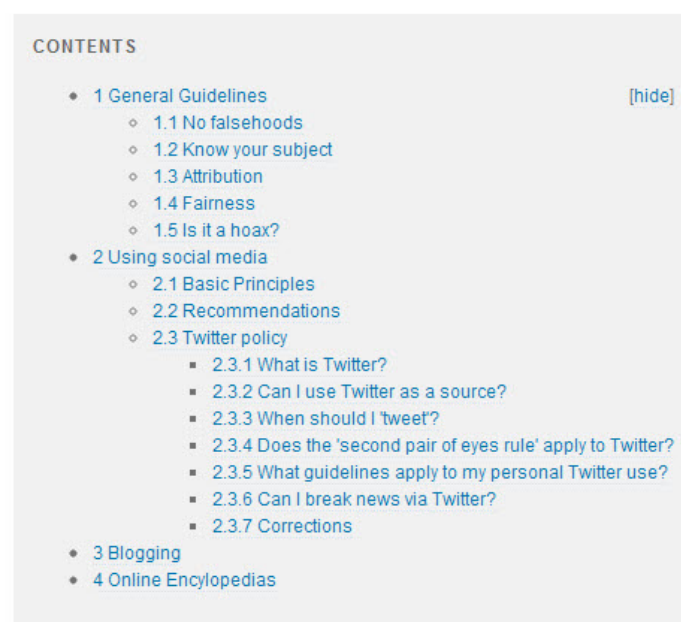 CONTENTS
1 General Guidelines [hide]
1.1 No falsehoods
1.2 Know your subject
1.3 Attribution
1.4 Fairness
1.5 Is it a hoax?
2 Using social media
2.1 Basic Principles
2.2 Recommendations
2.3 Twitter policy
2.3.1 What is Twitter?
2.3.2 Can I use Twitter as a source?
2.3.3 When should I 'tweet'?
2.3.4 Does the 'second pair of eyes rule' apply to Twitter?
2.3.5 What guidelines apply to my personal Twitter use?
2.3.6 Can I break news via Twitter?
2.3.7 Corrections
3 Blogging
4 Online Encylopedias